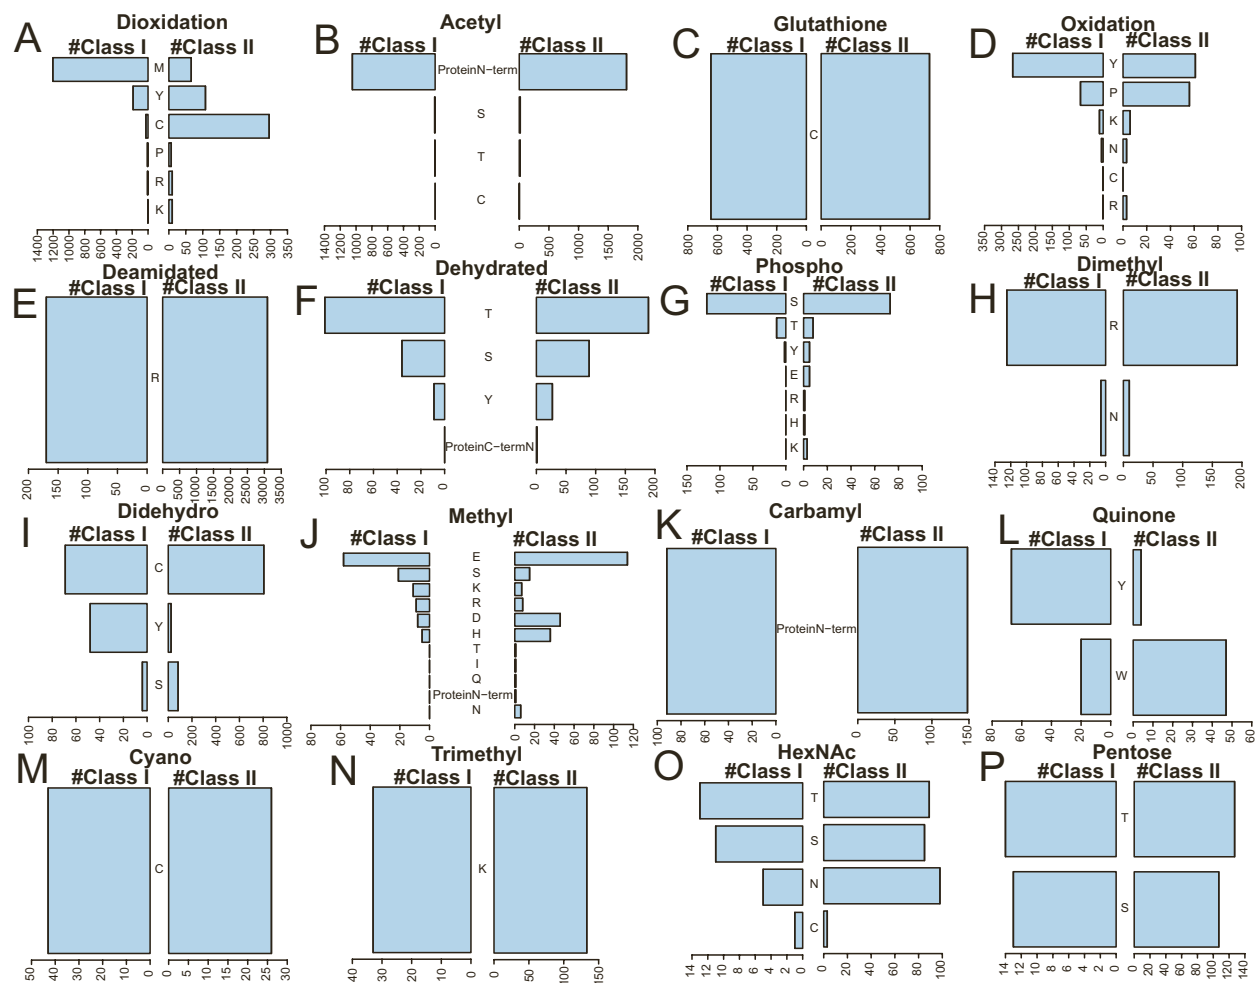 A
Dioxidation
#Class I
#Class II
M
Y
C
P
R
K
1400
1200
1000
800
600
400
200
0
0
50
100
150
200
250
300
350
B
Acetyl
#Class I
#Class II
ProteinN−term
S
T
C
1400
1200
1000
800
600
400
200
0
0
500
1000
1500
2000
C
Glutathione
#Class I
#Class II
C
800
600
400
200
0
0
200
400
600
800
D
Oxidation
#Class I
#Class II
Y
P
K
N
C
R
350
300
250
200
150
100
50
0
0
20
40
60
80
100
E
Deamidated
#Class I
#Class II
R
200
150
100
50
0
0
500
1000
1500
2000
2500
3000
3500
F
Dehydrated
#Class I
#Class II
T
S
Y
ProteinC−termN
100
80
60
40
20
0
0
50
100
150
200
G
Phospho
#Class I
#Class II
S
T
Y
E
R
H
K
150
100
50
0
0
20
40
60
80
100
H
Dimethyl
#Class I
#Class II
R
N
140
120
100
80
60
40
20
0
0
50
100
150
200
I
Didehydro
#Class I
#Class II
C
Y
S
100
80
60
40
20
0
0
200
400
600
800
1000
J
Methyl
#Class I
#Class II
E
S
K
R
D
H
T
I
Q
ProteinN−term
N
80
60
40
20
0
0
20
40
60
80
100
120
K
Carbamyl
#Class I
#Class II
ProteinN−term
100
80
60
40
20
0
0
50
100
150
L
Quinone
#Class I
#Class II
Y
W
80
60
40
20
0
0
10
20
30
40
50
60
M
Cyano
#Class I
#Class II
C
50
40
30
20
10
0
0
5
10
15
20
25
30
N
Trimethyl
#Class I
#Class II
K
40
30
20
10
0
0
50
100
150
O
HexNAc
#Class I
#Class II
T
S
N
C
14
12
10
8
6
4
2
0
0
20
40
60
80
100
P
Pentose
#Class I
#Class II
T
S
14
12
10
8
6
4
2
0
0
20
40
60
80
100
120
140